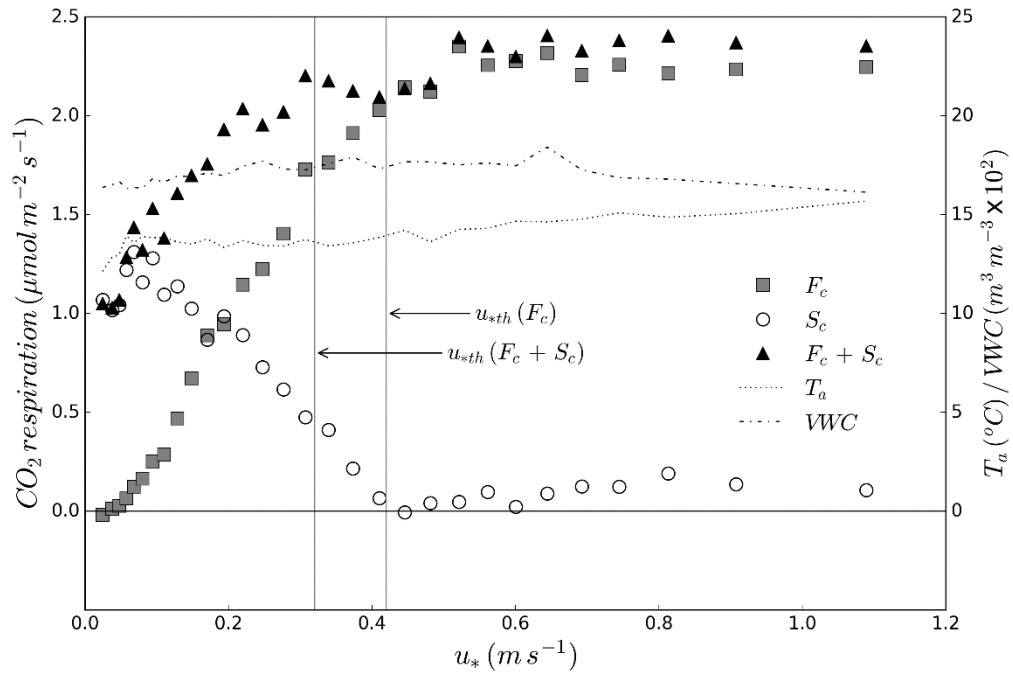 2.5
2.0
1.5
1.0
0.5
0.0
CO₂ respiration (μmol m⁻² s⁻¹)
25
20
15
10
5
0
Tₐ (°C) / VWC (m³ m⁻³ x 10²)
u*th (Fc)
u*th (Fc + Sc)
Fc
Sc
Fc + Sc
Tₐ
VWC
0.0 0.2 0.4 0.6 0.8 1.0 1.2
u* (m s⁻¹)